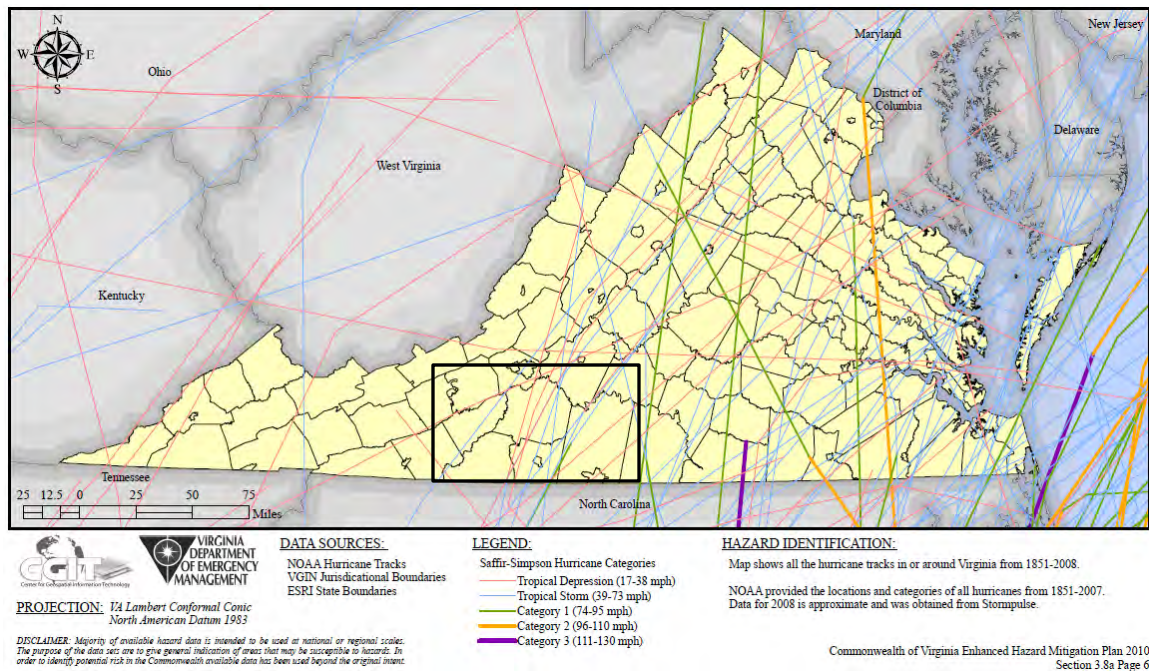 N
W
E
S
New Jersey
Maryland
Ohio
District of
Columbia
Delaware
West Virginia
Kentucky
Tennessee
North Carolina
25 12.5 0 25 50 75
Miles
CGIT
Center for Geospatial Information Technology
VIRGINIA
DEPARTMENT
OF EMERGENCY
MANAGEMENT
PROJECTION: VA Lambert Conformal Conic
North American Datum 1983
DISCLAIMER: Majority of available hazard data is intended to be used at national or regional scales.
The purpose of the data sets are to give general indication of areas that may be susceptible to hazards. In
order to identify potential risk in the Commonwealth available data has been used beyond the original intent.
DATA SOURCES:
NOAA Hurricane Tracks
VGIN Jurisdicational Boundaries
ESRI State Boundaries
LEGEND:
Saffir-Simpson Hurricane Categories
Tropical Depression (17-38 mph)
Tropical Storm (39-73 mph)
Category 1 (74-95 mph)
Category 2 (96-110 mph)
Category 3 (111-130 mph)
HAZARD IDENTIFICATION:
Map shows all the hurricane tracks in or around Virginia from 1851-2008.
NOAA provided the locations and categories of all hurricanes from 1851-2007.
Data for 2008 is approximate and was obtained from Stormpulse.
Commonwealth of Virginia Enhanced Hazard Mitigation Plan 2010
Section 3.8a Page 6